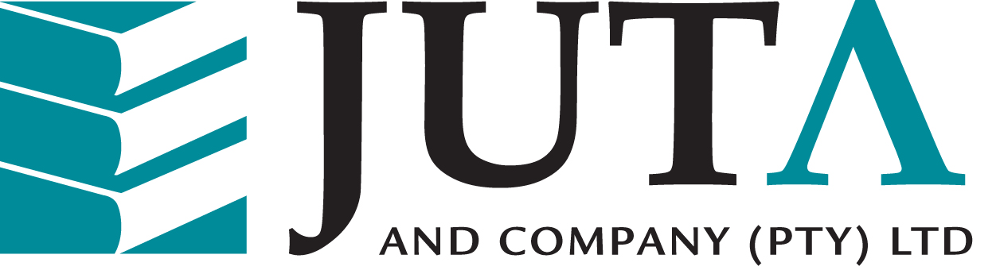 JUTA
AND COMPANY (PTY) LTD